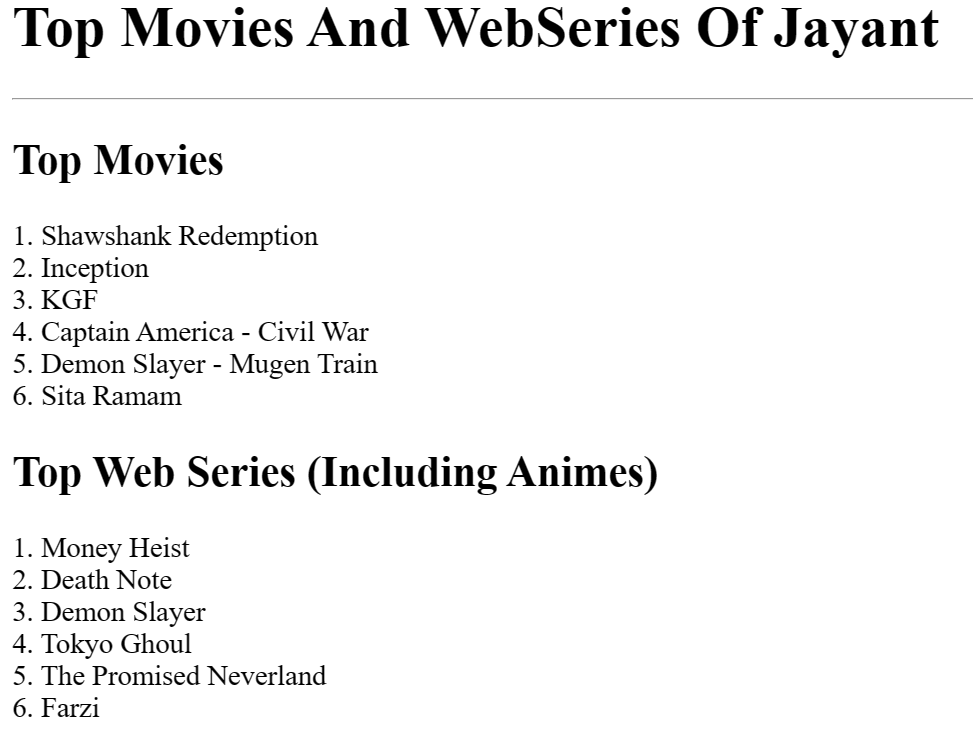 Top Movies And WebSeries Of Jayant
Top Movies
1. Shawshank Redemption
2. Inception
3. KGF
4. Captain America - Civil War
5. Demon Slayer - Mugen Train
6. Sita Ramam
Top Web Series (Including Animes)
1. Money Heist
2. Death Note
3. Demon Slayer
4. Tokyo Ghoul
5. The Promised Neverland
6. Farzi